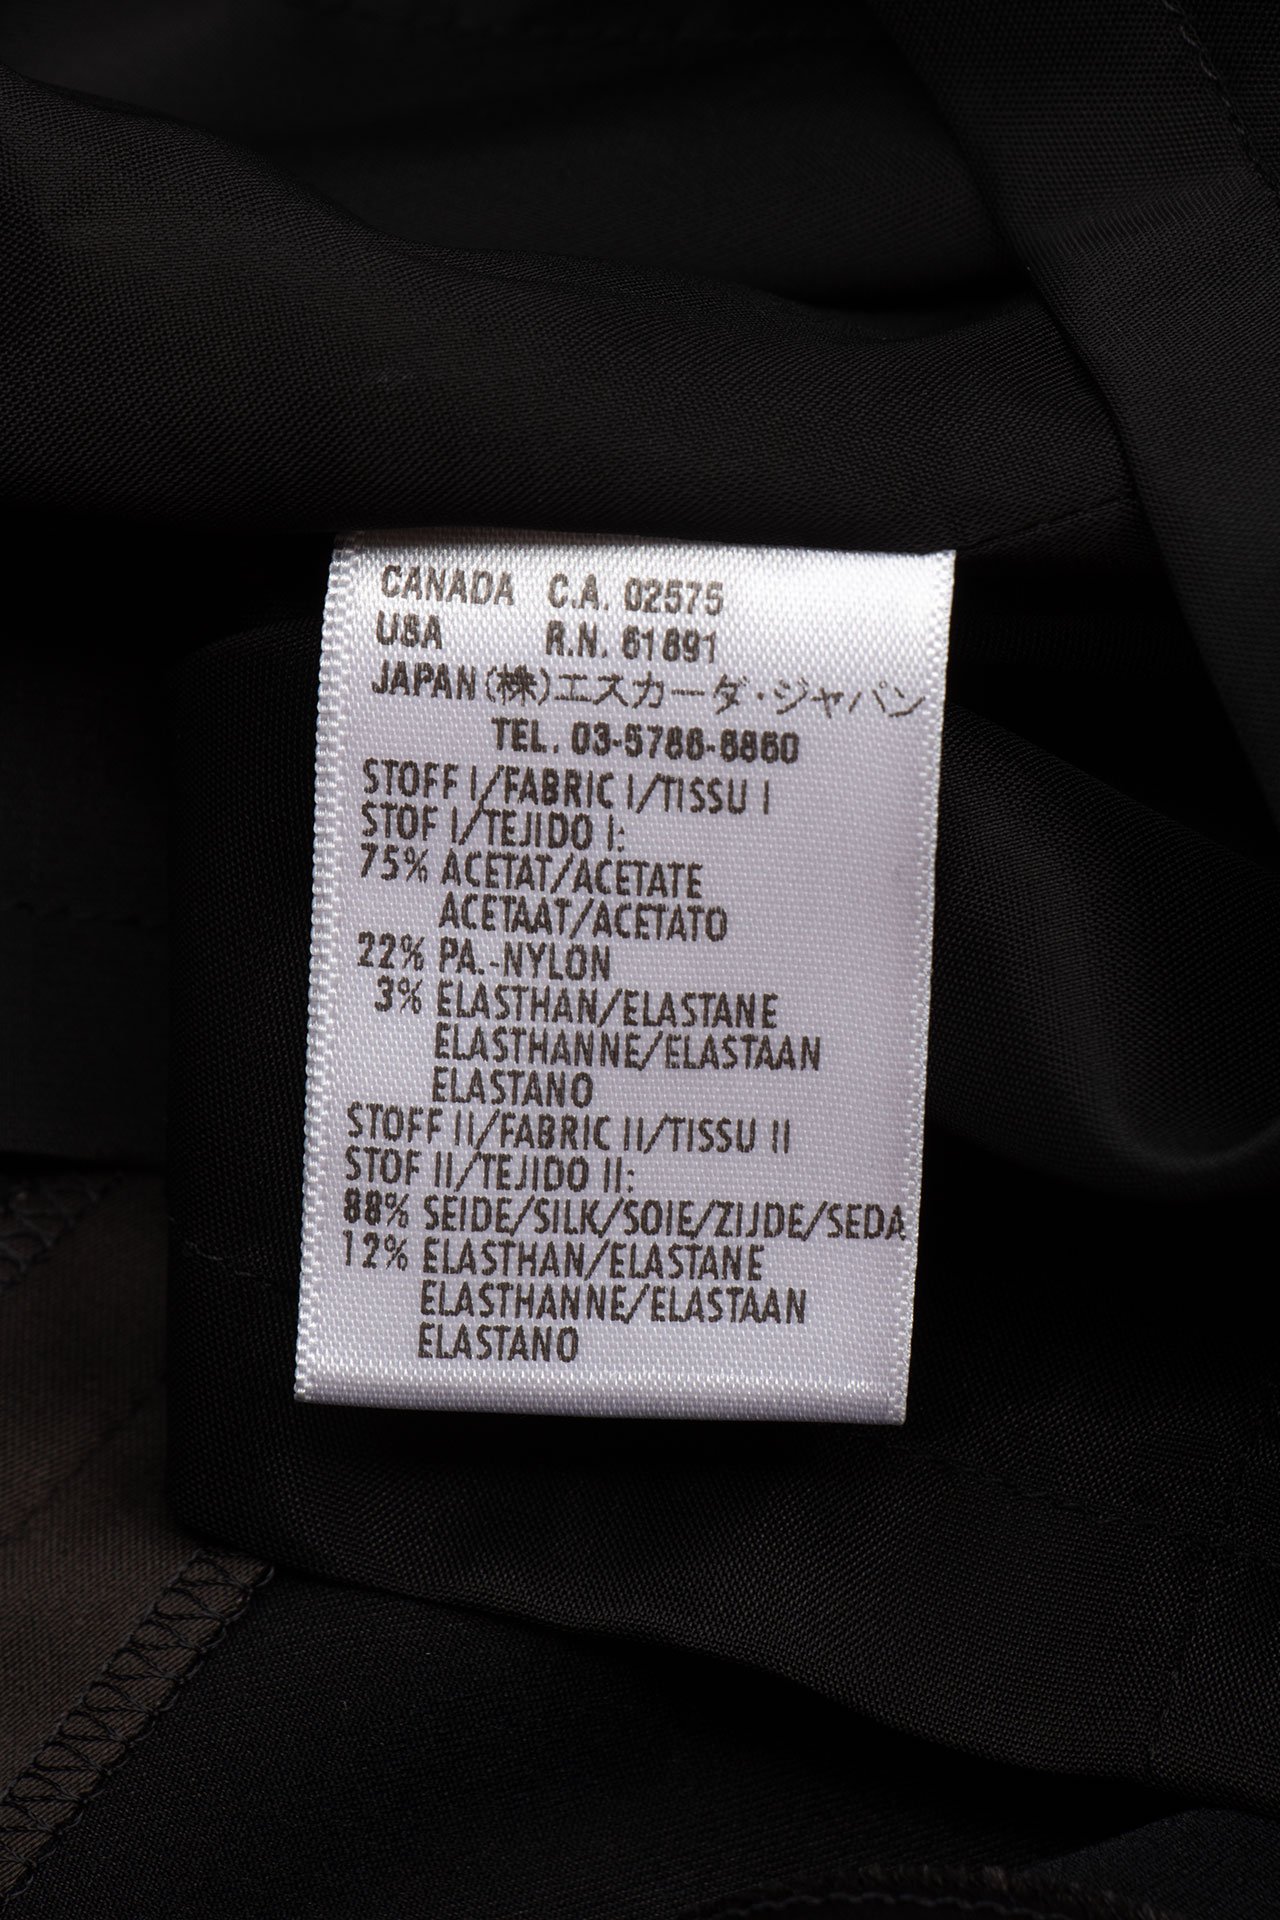 CANADA C.A. 02575
USA R.N. 61891
JAPAN (株)エスカーダ・ジャパン
TEL. 03-5786-8860
STOFF I/FABRIC I/TISSU I
STOF I/TEJIDO I:
75% ACETAT/ACETATE
ACETAAT/ACETATO
22% PA.-NYLON
3% ELASTHAN/ELASTANE
ELASTHANNE/ELASTAAN
ELASTANO
STOFF II/FABRIC II/TISSU II
STOF II/TEJIDO II:
88% SEIDE/SILK/SOIE/ZIJDE/SEDA
12% ELASTHAN/ELASTANE
ELASTHANNE/ELASTAAN
ELASTANO